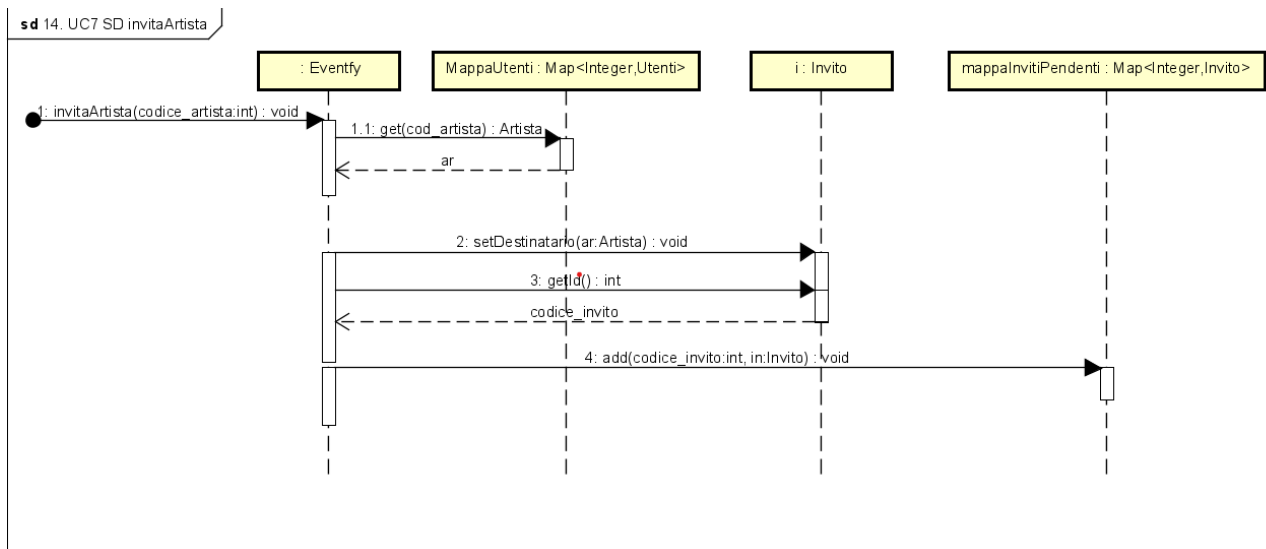 sd 14. UC7 SD invitaArtista
: Eventfy
MappaUtenti : Map<Integer,Utenti>
i : Invito
mappaInvitiPendenti : Map<Integer,Invito>
1: invitaArtista(codice_artista:int) : void
1.1: get(cod_artista) : Artista
ar
2: setDestinatario(ar:Artista) : void
3: getId() : int
codice_invito
4: add(codice_invito:int, in:Invito) : void